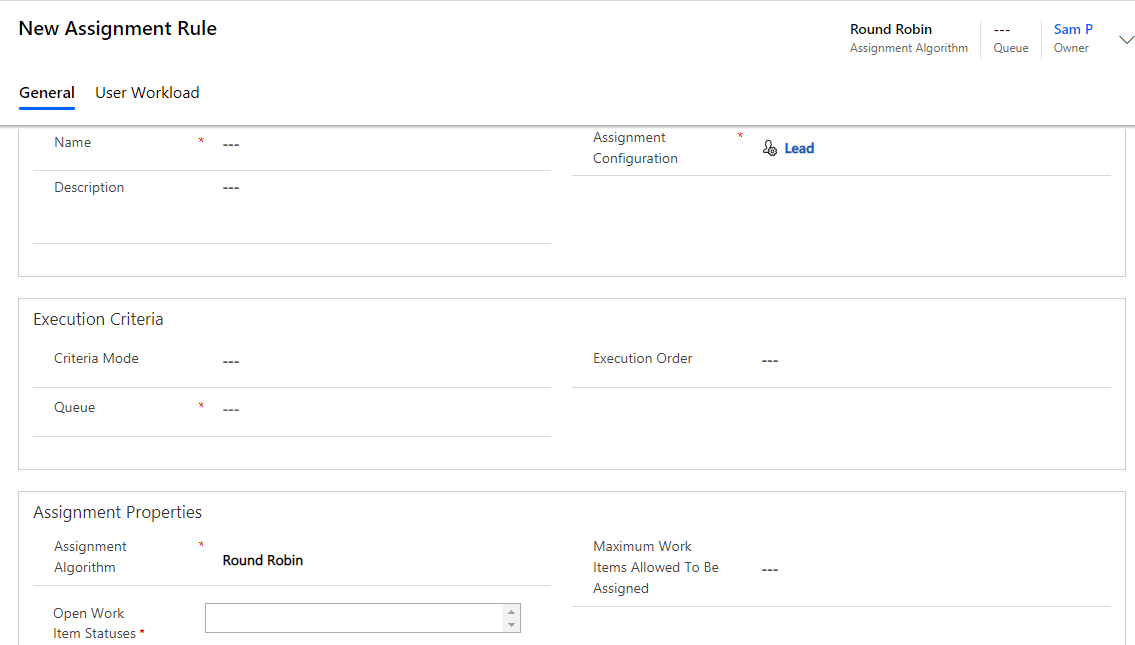 New Assignment Rule
Round Robin
Assignment Algorithm
---
Queue
Sam P
Owner
General
User Workload
Name *
---
Assignment
Configuration *
Lead
Description
---
Execution Criteria
Criteria Mode
---
Execution Order
---
Queue *
---
Assignment Properties
Assignment
Algorithm *
Round Robin
Maximum Work
Items Allowed To Be
Assigned
---
Open Work
Item Statuses *